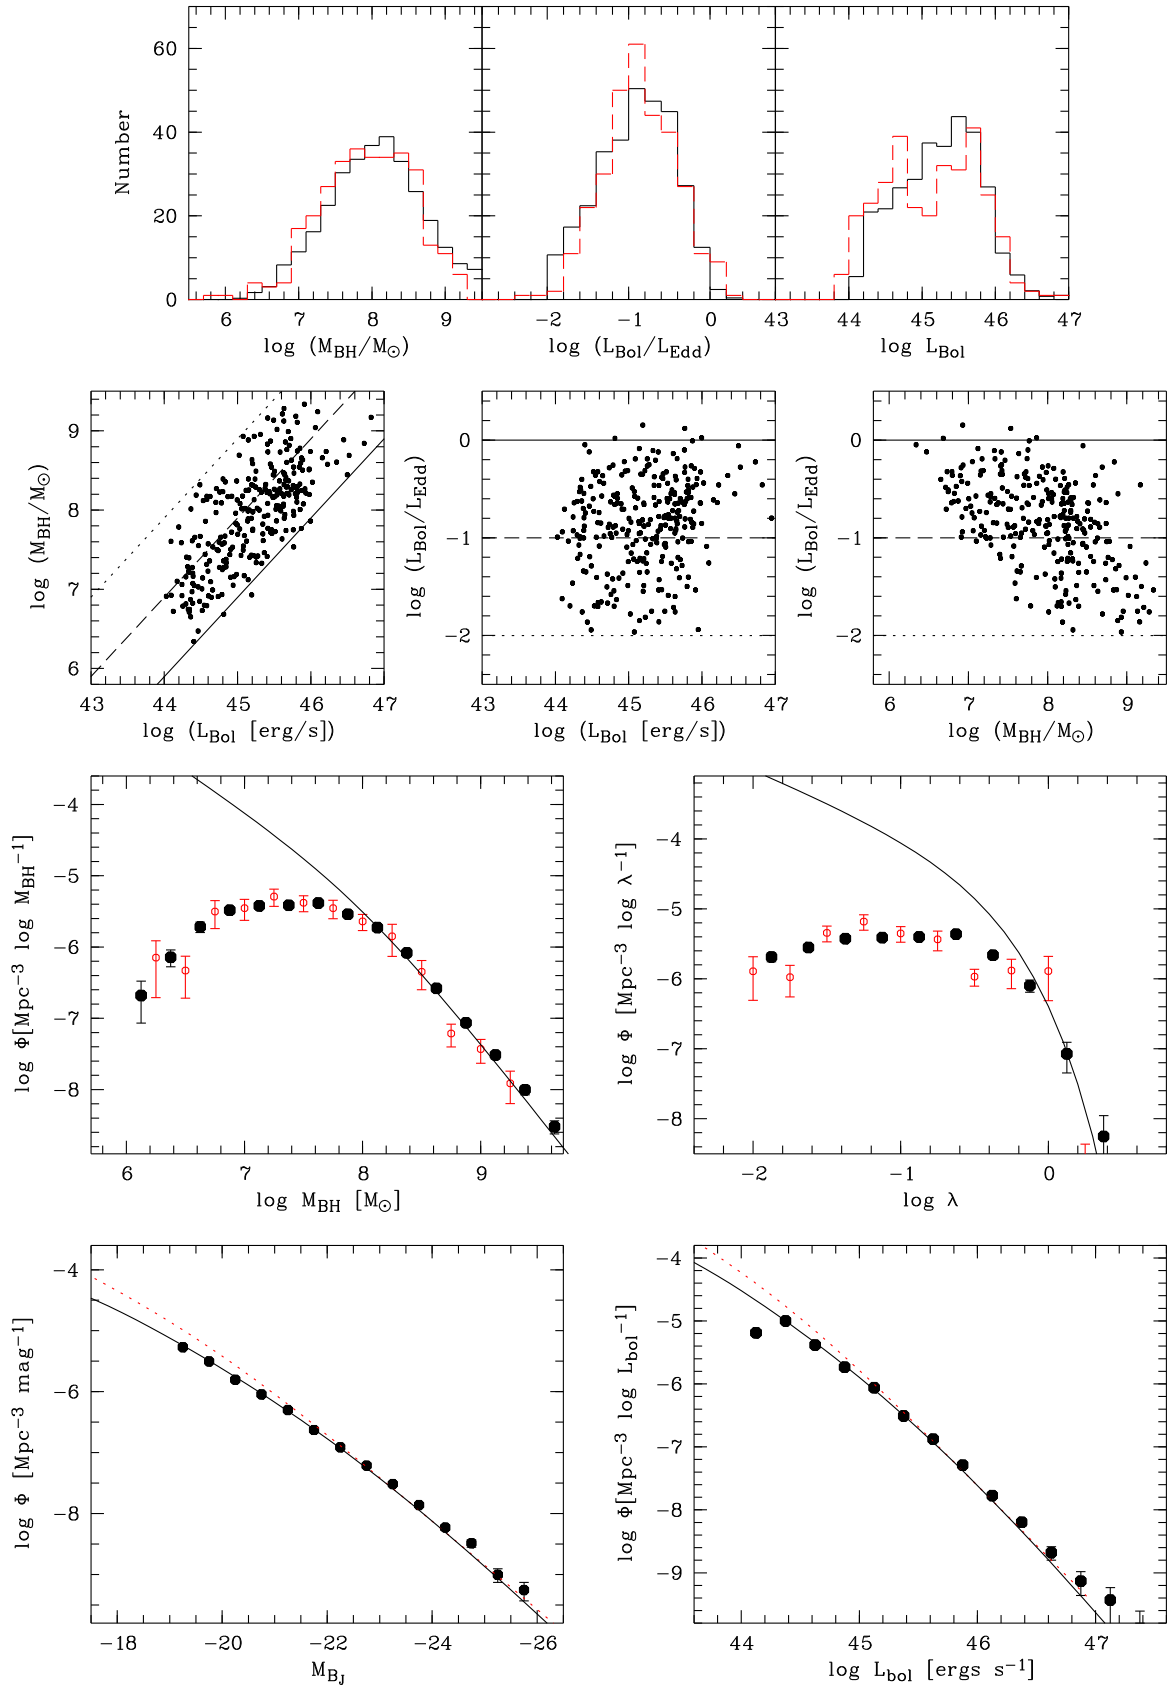 60
40
20
0
Number
6 7 8 9
log (M_BH/M_⊙)
−2 −1 0
log (L_Bol/L_Edd)
43 44 45 46 47
log L_Bol
9
8
7
6
log (M_BH/M_⊙)
43 44 45 46 47
log (L_Bol [erg/s])
0
−1
−2
log (L_Bol/L_Edd)
43 44 45 46 47
log (L_Bol [erg/s])
0
−1
−2
log (L_Bol/L_Edd)
6 7 8 9
log (M_BH/M_⊙)
−4
−5
−6
−7
−8
log Φ[Mpc⁻³ log M_BH⁻¹]
6 7 8 9
log M_BH [M_⊙]
−4
−5
−6
−7
−8
log Φ [Mpc⁻³ log λ⁻¹]
−2 −1 0
log λ
−4
−6
−8
log Φ [Mpc⁻³ mag⁻¹]
−18 −20 −22 −24 −26
M_B_J
−4
−5
−6
−7
−8
−9
log Φ[Mpc⁻³ log L_bol⁻¹]
44 45 46 47
log L_bol [ergs s⁻¹]